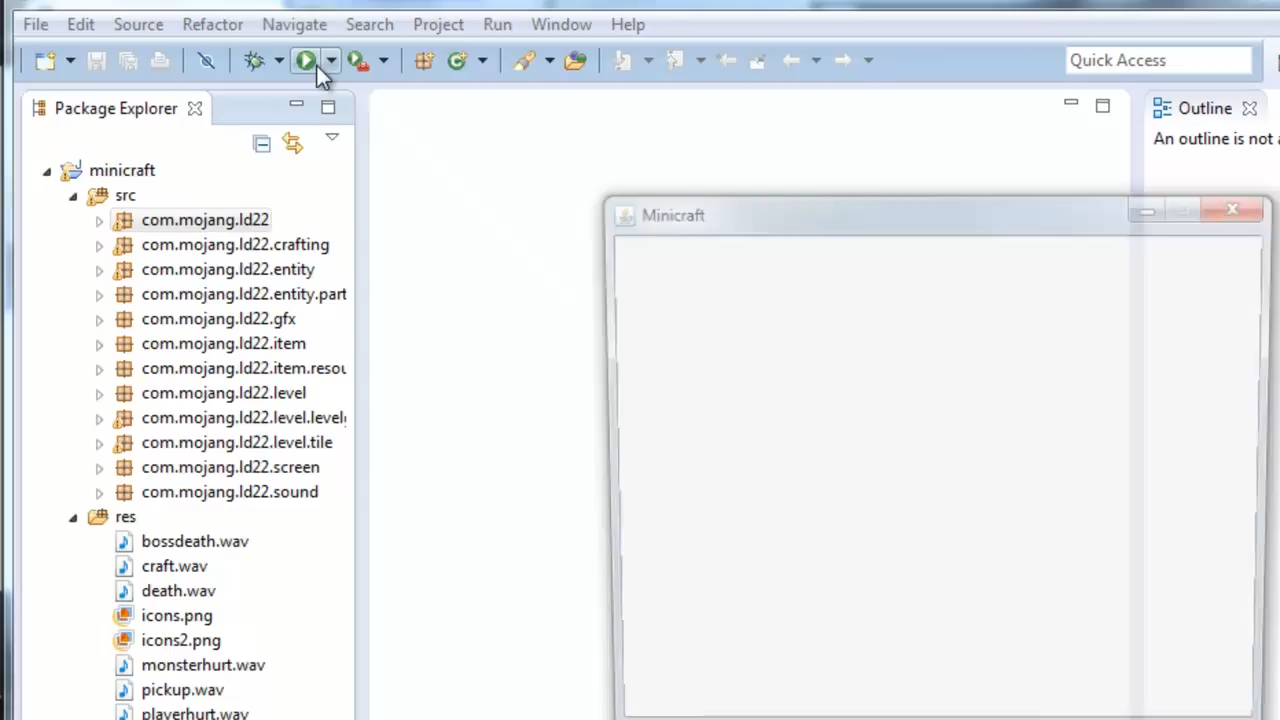 File Edit Source Refactor Navigate Search Project Run Window Help
Quick Access
Package Explorer
Outline
An outline is not a
minicraft
src
com.mojang.ld22
com.mojang.ld22.crafting
com.mojang.ld22.entity
com.mojang.ld22.entity.part
com.mojang.ld22.gfx
com.mojang.ld22.item
com.mojang.ld22.item.resou
com.mojang.ld22.level
com.mojang.ld22.level.level
com.mojang.ld22.level.tile
com.mojang.ld22.screen
com.mojang.ld22.sound
res
bossdeath.wav
craft.wav
death.wav
icons.png
icons2.png
monsterhurt.wav
pickup.wav
playerhurt.wav
Minicraft